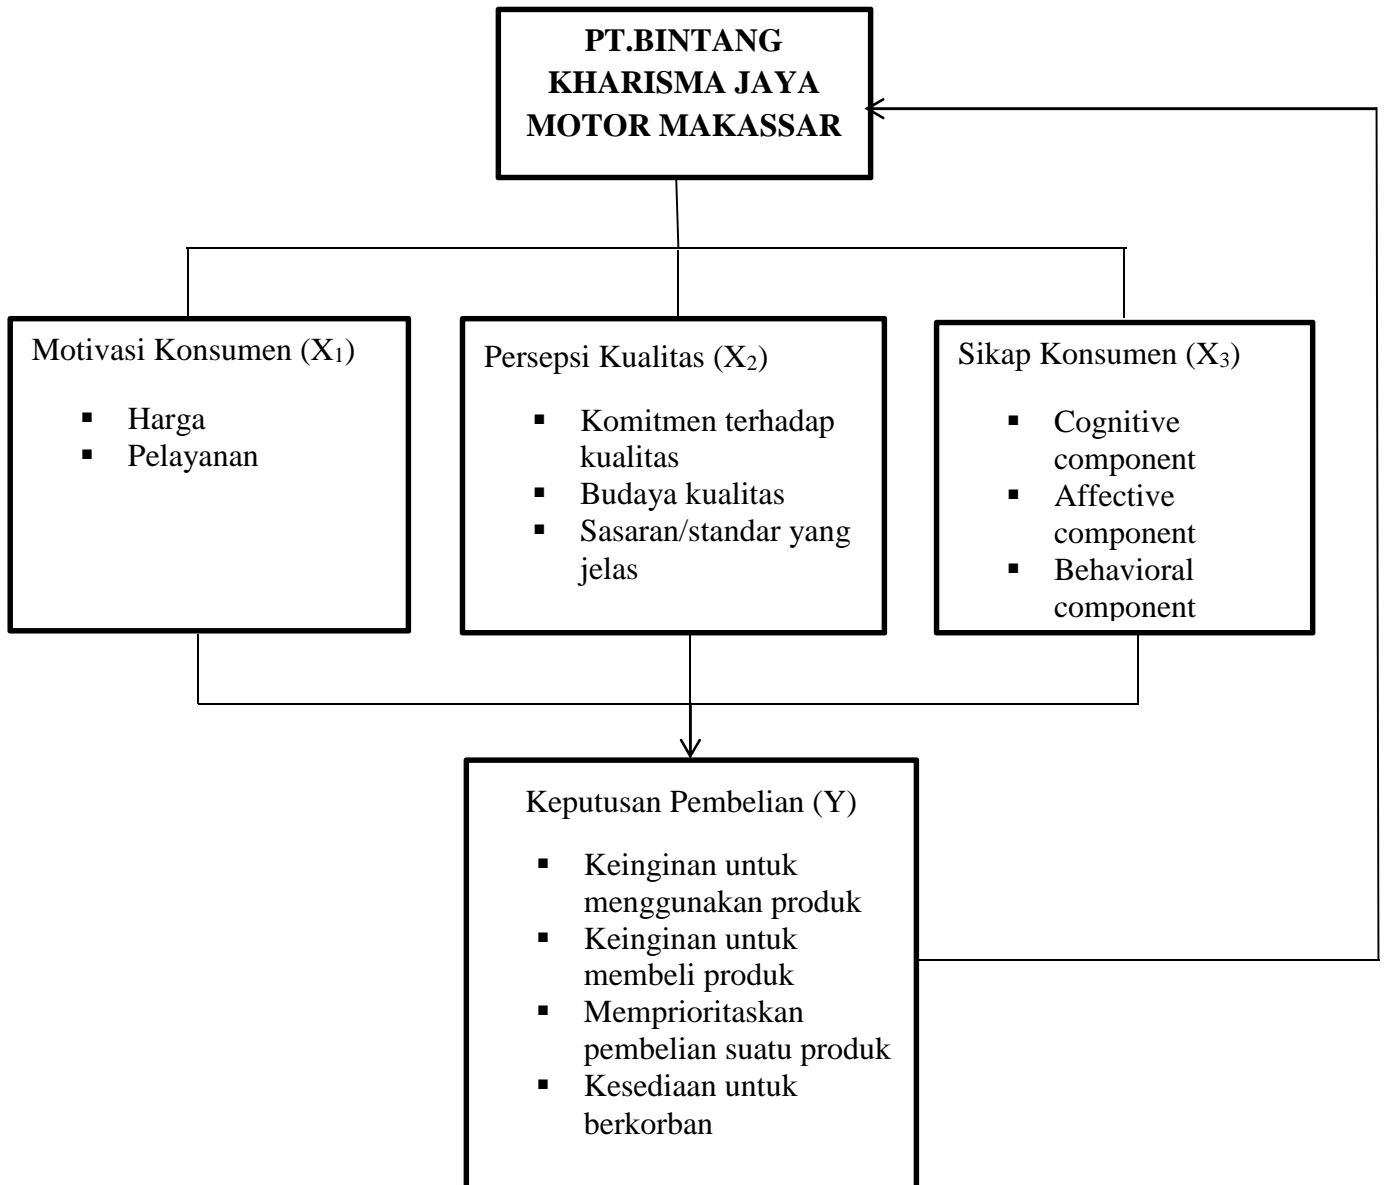 PT.BINTANG
KHARISMA JAYA
MOTOR MAKASSAR
Motivasi Konsumen (X₁)
▪ Harga
▪ Pelayanan
Persepsi Kualitas (X₂)
▪ Komitmen terhadap
kualitas
▪ Budaya kualitas
▪ Sasaran/standar yang
jelas
Sikap Konsumen (X₃)
▪ Cognitive
component
▪ Affective
component
▪ Behavioral
component
Keputusan Pembelian (Y)
▪ Keinginan untuk
menggunakan produk
▪ Keinginan untuk
membeli produk
▪ Memprioritaskan
pembelian suatu produk
▪ Kesediaan untuk
berkorban